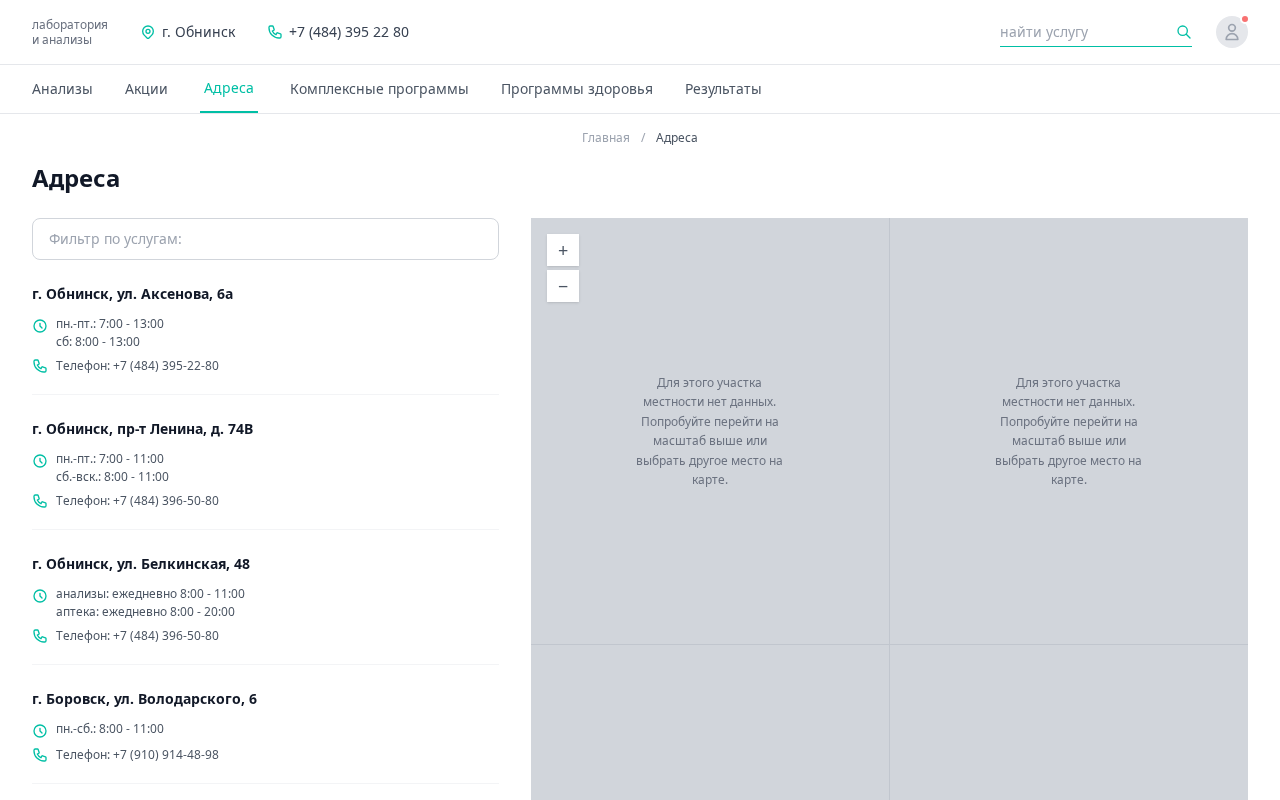 лаборатория
и анализы
г. Обнинск
+7 (484) 395 22 80
найти услугу
Анализы
Акции
Адреса
Комплексные программы
Программы здоровья
Результаты
Главная / Адреса
Адреса
Фильтр по услугам:
г. Обнинск, ул. Аксенова, 6а
пн.-пт.: 7:00 - 13:00
сб: 8:00 - 13:00
Телефон: +7 (484) 395-22-80
г. Обнинск, пр-т Ленина, д. 74В
пн.-пт.: 7:00 - 11:00
сб.-вск.: 8:00 - 11:00
Телефон: +7 (484) 396-50-80
г. Обнинск, ул. Белкинская, 48
анализы: ежедневно 8:00 - 11:00
аптека: ежедневно 8:00 - 20:00
Телефон: +7 (484) 396-50-80
г. Боровск, ул. Володарского, 6
пн.-сб.: 8:00 - 11:00
Телефон: +7 (910) 914-48-98
+
−
Для этого участка
местности нет данных.
Попробуйте перейти на
масштаб выше или
выбрать другое место на
карте.
Для этого участка
местности нет данных.
Попробуйте перейти на
масштаб выше или
выбрать другое место на
карте.